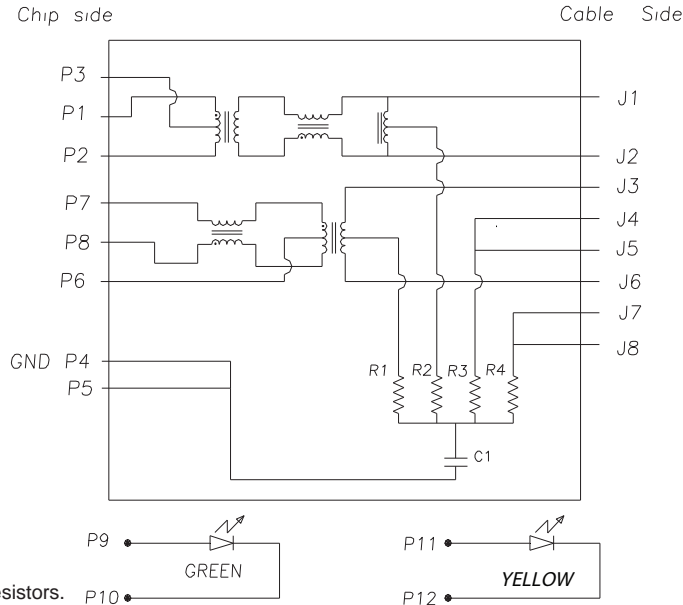 Chip side
Cable Side
P3
P1
P2
P7
P8
P6
GND P4
P5
J1
J2
J3
J4
J5
J6
J7
J8
R1 R2 R3 R4
C1
P9
GREEN
P10
P11
YELLOW
P12
esistors.